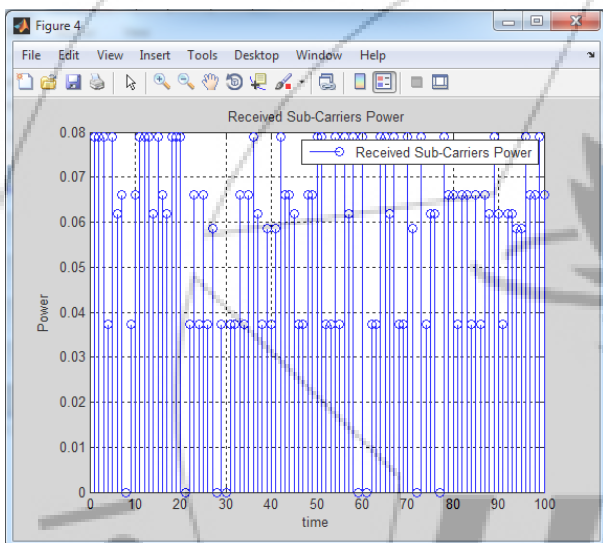 Figure 4
File Edit View Insert Tools Desktop Window Help
Received Sub-Carriers Power
Received Sub-Carriers Power
0.08
0.07
0.06
0.05
0.04
0.03
0.02
0.01
0
Power
0 10 20 30 40 50 60 70 80 90 100
time